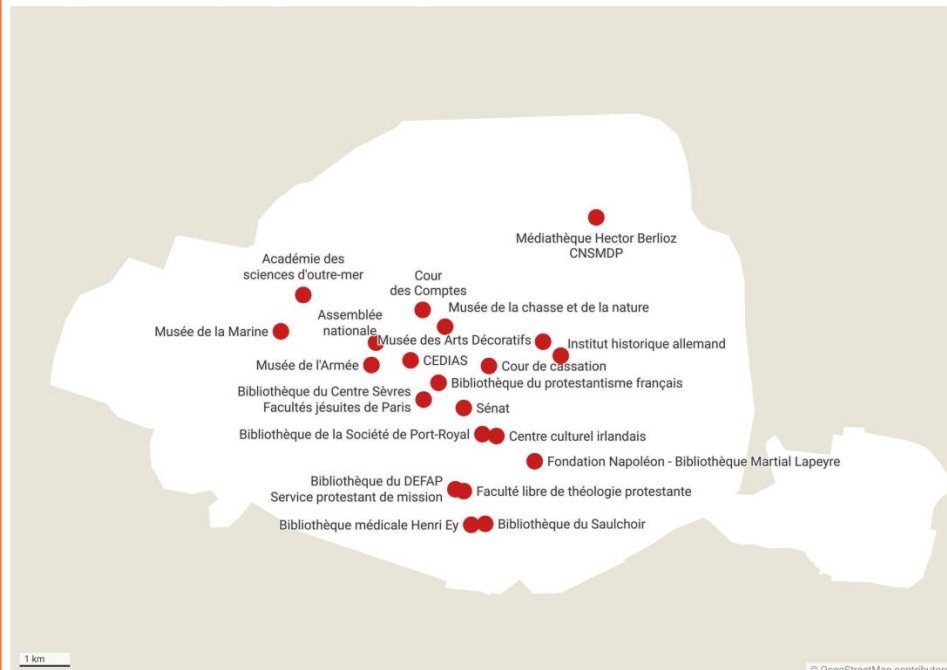 Médiathèque Hector Berlioz
CNSMDP
Académie des
sciences d'outre-mer
Cour
des Comptes
Musée de la chasse et de la nature
Assemblée
nationale
Musée de la Marine
Musée des Arts Décoratifs
Institut historique allemand
Musée de l'Armée
CEDIAS
Cour de cassation
Bibliothèque du protestantisme français
Bibliothèque du Centre Sèvres
Facultés jésuites de Paris
Sénat
Bibliothèque de la Société de Port-Royal
Centre culturel irlandais
Fondation Napoléon - Bibliothèque Martial Lapeyre
Bibliothèque du DEFAP
Service protestant de mission
Faculté libre de théologie protestante
Bibliothèque médicale Henri Ey
Bibliothèque du Saulchoir
1 km
© OpenStreetMap contributors